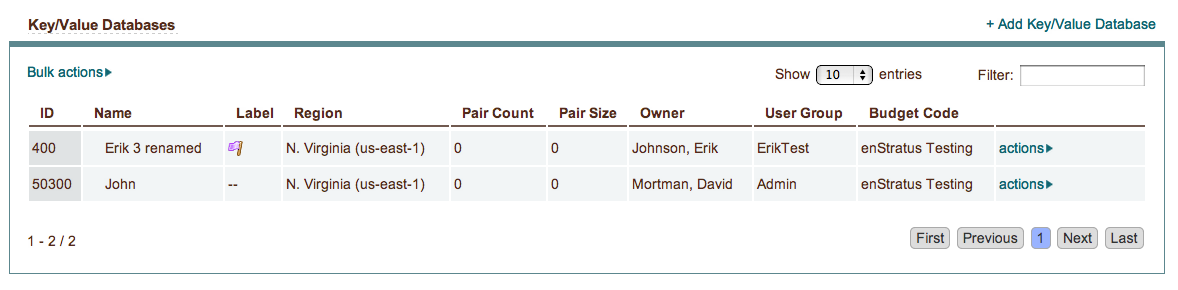 Key/Value Databases + Add Key/Value Database
Bulk actions Show 10 entries Filter:
ID Name Label Region Pair Count Pair Size Owner User Group Budget Code
400 Erik 3 renamed N. Virginia (us-east-1) 0 0 Johnson, Erik ErikTest enStratus Testing actions
50300 John -- N. Virginia (us-east-1) 0 0 Mortman, David Admin enStratus Testing actions
1 - 2 / 2 First Previous 1 Next Last